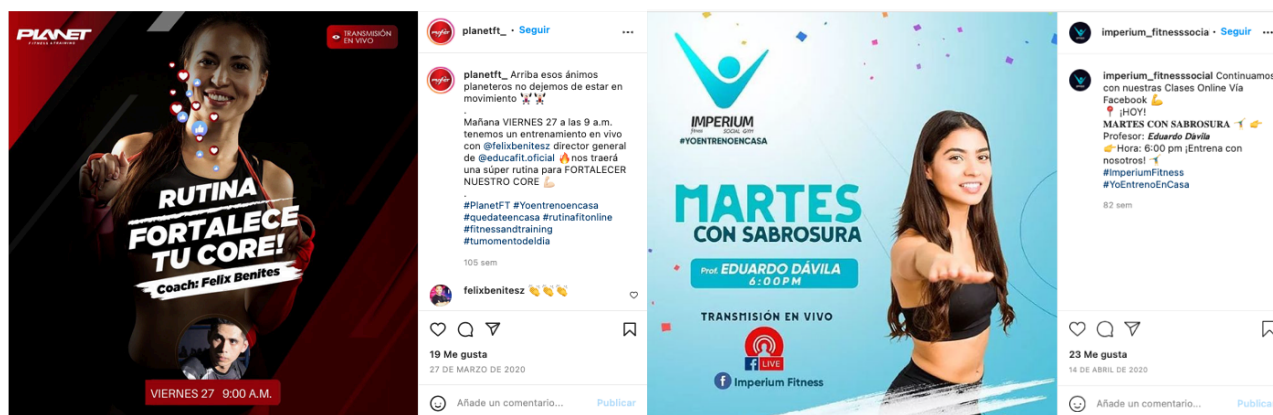 PLANET
FITNESS &TRAINING
TRANSMISIÓN
EN VIVO
RUTINA
FORTALECE
TU CORE!
Coach: Felix Benites
VIERNES 27 9:00 A.M.
planetft_ • Seguir
planetft_ Arriba esos ánimos
planeteros no dejemos de estar en
movimiento 🏋🏻‍♀️🏋🏻‍♀️
.
Mañana VIERNES 27 a las 9 a.m.
tenemos un entrenamiento en vivo
con @felixbenitesz director general
de @educafit.oficial 🔥nos traerá
una súper rutina para FORTALECER
NUESTRO CORE 💪🏻
.
#PlanetFT #Yoentrenoencasa
#quedateencasa #rutinafitonline
#fitnessandtraining
#tumomentodeldia
105 sem
felixbenitesz 👏👏👏
19 Me gusta
27 DE MARZO DE 2020
Añade un comentario... Publicar
IMPERIUM
fitness SOCIAL GYM
#YOENTRENOENCASA
MARTES
CON SABROSURA
Prof. EDUARDO DÁVILA
6:00PM
TRANSMISIÓN EN VIVO
f LIVE
Imperium Fitness
imperium_fitnesssocia • Seguir
imperium_fitnesssocial Continuamos
con nuestras Clases Online Vía
Facebook 💪
📍 ¡HOY!
MARTES CON SABROSURA 🤸 👉
Profesor: Eduardo Dàvila
👉Hora: 6:00 pm ¡Entrena con
nosotros! 🤸
#ImperiumFitness
#YoEntrenoEnCasa
82 sem
23 Me gusta
14 DE ABRIL DE 2020
Añade un comentario...